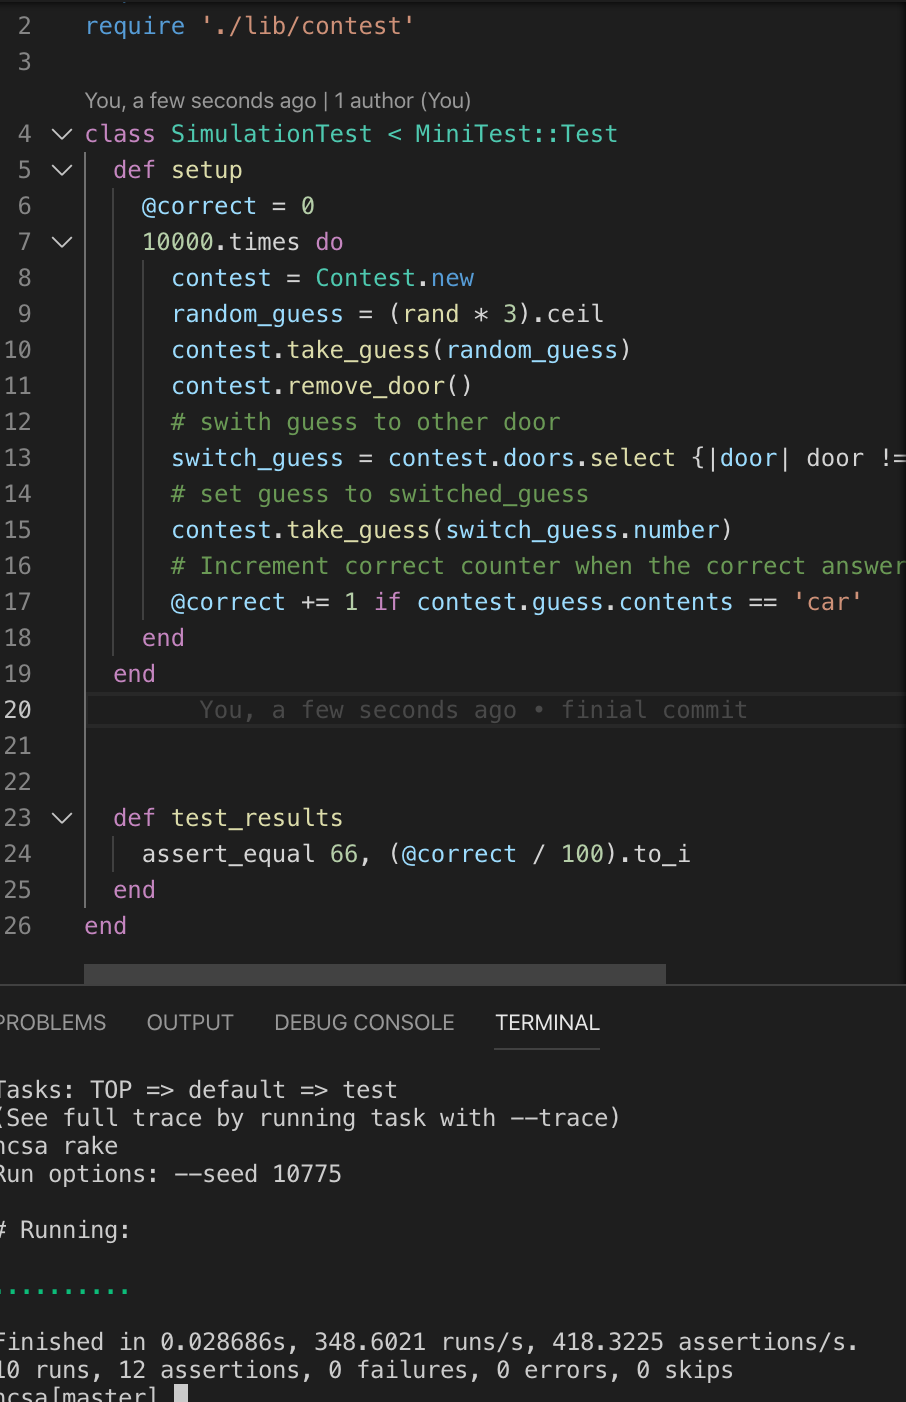 2 require './lib/contest'
3
You, a few seconds ago | 1 author (You)
4 class SimulationTest < MiniTest::Test
5 def setup
6 @correct = 0
7 10000.times do
8 contest = Contest.new
9 random_guess = (rand * 3).ceil
10 contest.take_guess(random_guess)
11 contest.remove_door()
12 # swith guess to other door
13 switch_guess = contest.doors.select {|door| door !=
14 # set guess to switched_guess
15 contest.take_guess(switch_guess.number)
16 # Increment correct counter when the correct answer
17 @correct += 1 if contest.guess.contents == 'car'
18 end
19 end
20 You, a few seconds ago • finial commit
21
22
23 def test_results
24 assert_equal 66, (@correct / 100).to_i
25 end
26 end
PROBLEMS OUTPUT DEBUG CONSOLE TERMINAL
Tasks: TOP => default => test
(See full trace by running task with --trace)
ncsa rake
Run options: --seed 10775
# Running:
..........
Finished in 0.028686s, 348.6021 runs/s, 418.3225 assertions/s.
10 runs, 12 assertions, 0 failures, 0 errors, 0 skips
ncsa[master]